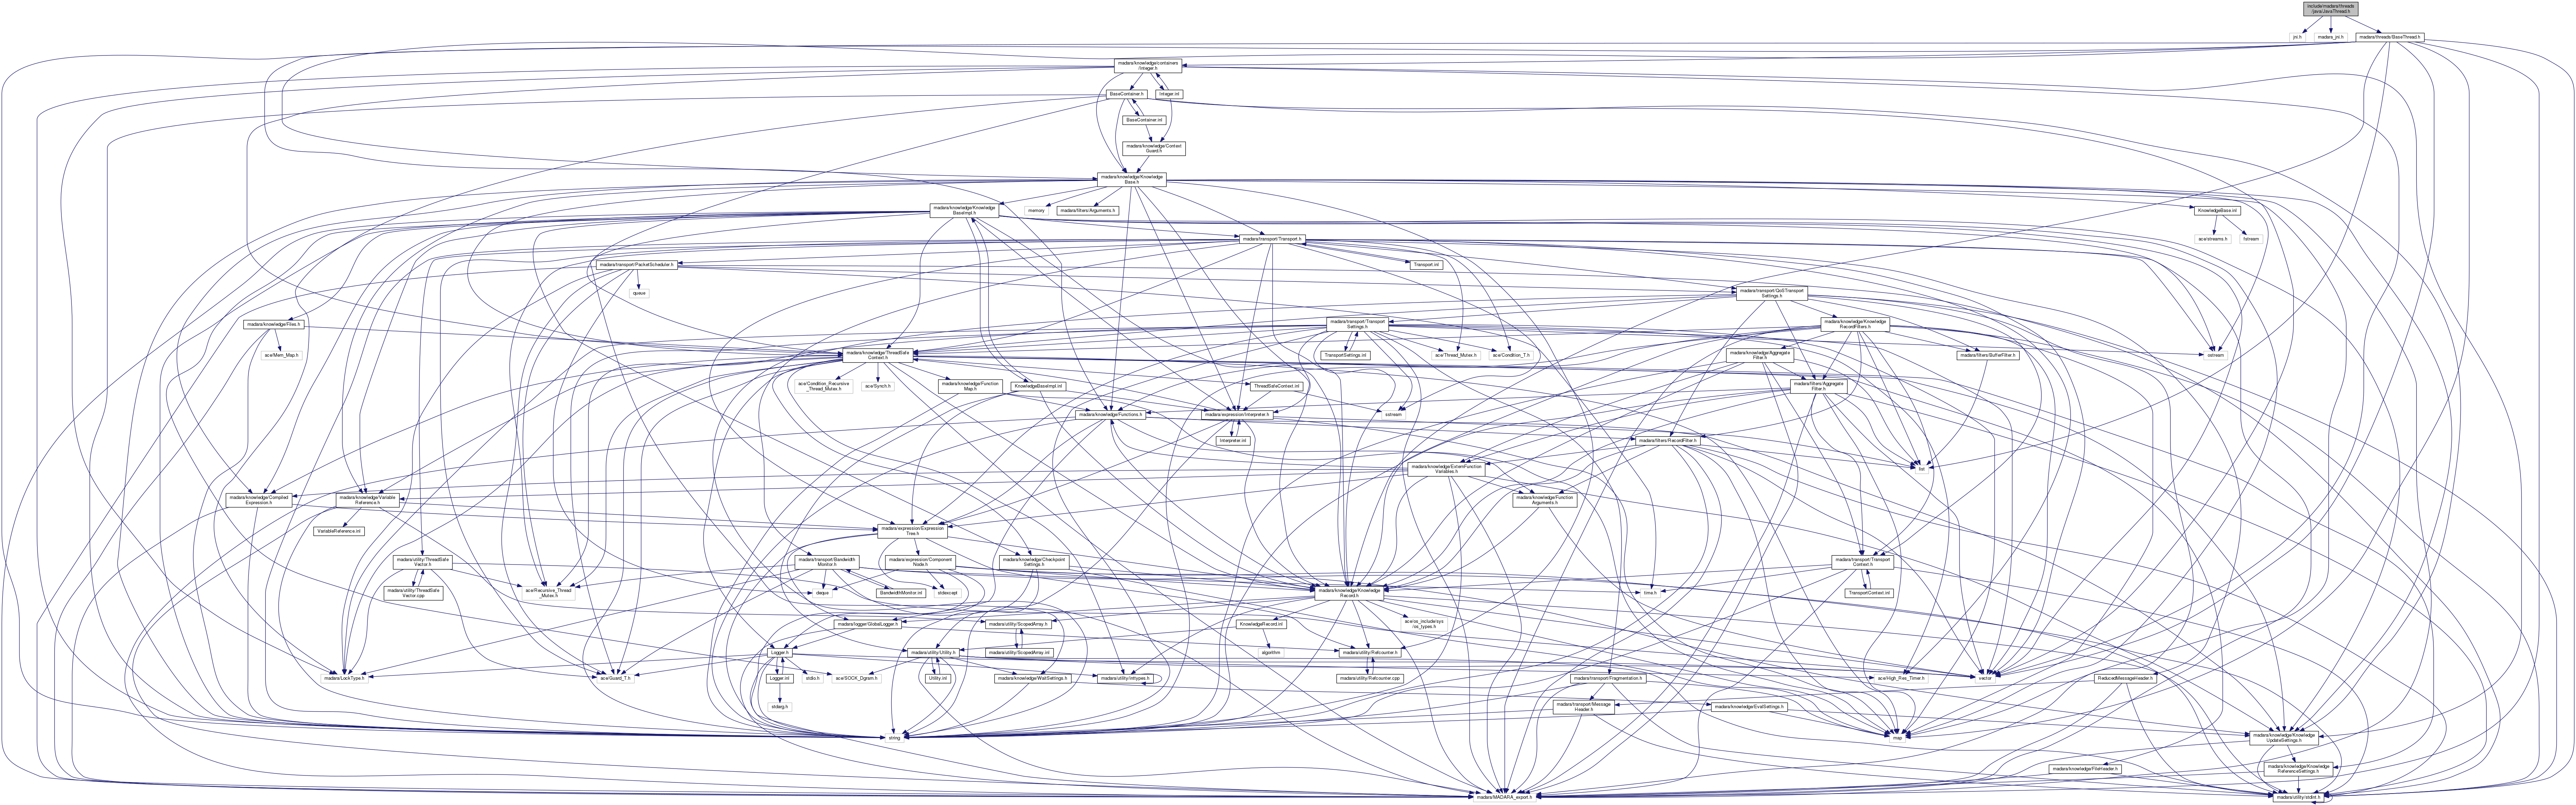 include/madara/threads
/java/JavaThread.h
jni.h
madara_jni.h
madara/threads/BaseThread.h
madara/knowledge/containers
/Integer.h
BaseContainer.h
Integer.inl
BaseContainer.inl
madara/knowledge/Context
Guard.h
madara/knowledge/Knowledge
Base.h
madara/knowledge/Knowledge
BaseImpl.h
memory
madara/filters/Arguments.h
KnowledgeBase.inl
madara/transport/Transport.h
ace/streams.h
fstream
madara/transport/PacketScheduler.h
Transport.inl
queue
madara/transport/QoSTransport
Settings.h
madara/knowledge/Files.h
madara/transport/Transport
Settings.h
madara/knowledge/Knowledge
RecordFilters.h
ace/Mem_Map.h
madara/knowledge/ThreadSafe
Context.h
TransportSettings.inl
ace/Thread_Mutex.h
ace/Condition_T.h
madara/knowledge/Aggregate
Filter.h
madara/filters/BufferFilter.h
ostream
ace/Condition_Recursive
_Thread_Mutex.h
ace/Synch.h
madara/knowledge/Function
Map.h
KnowledgeBaseImpl.inl
ThreadSafeContext.inl
madara/filters/Aggregate
Filter.h
madara/knowledge/Functions.h
madara/expression/Interpreter.h
sstream
Interpreter.inl
madara/filters/RecordFilter.h
madara/knowledge/ExternFunction
Variables.h
list
madara/knowledge/Compiled
Expression.h
madara/knowledge/Variable
Reference.h
madara/knowledge/Function
Arguments.h
VariableReference.inl
madara/expression/Expression
Tree.h
madara/utility/ThreadSafe
Vector.h
madara/transport/Bandwidth
Monitor.h
madara/expression/Component
Node.h
madara/knowledge/Checkpoint
Settings.h
madara/transport/Transport
Context.h
madara/utility/ThreadSafe
Vector.cpp
ace/Recursive_Thread
_Mutex.h
deque
BandwidthMonitor.inl
stdexcept
madara/knowledge/Knowledge
Record.h
time.h
TransportContext.inl
madara/logger/GlobalLogger.h
madara/utility/ScopedArray.h
KnowledgeRecord.inl
ace/os_include/sys
/os_types.h
Logger.h
madara/utility/Utility.h
madara/utility/ScopedArray.inl
algorithm
madara/utility/Refcounter.h
madara/LockType.h
ace/Guard_T.h
Logger.inl
stdio.h
ace/SOCK_Dgram.h
Utility.inl
madara/knowledge/WaitSettings.h
madara/utility/inttypes.h
madara/utility/Refcounter.cpp
madara/transport/Fragmentation.h
ace/High_Res_Timer.h
vector
ReducedMessageHeader.h
stdarg.h
madara/transport/Message
Header.h
madara/knowledge/EvalSettings.h
string
map
madara/knowledge/Knowledge
UpdateSettings.h
madara/knowledge/FileHeader.h
madara/knowledge/Knowledge
ReferenceSettings.h
madara/MADARA_export.h
madara/utility/stdint.h